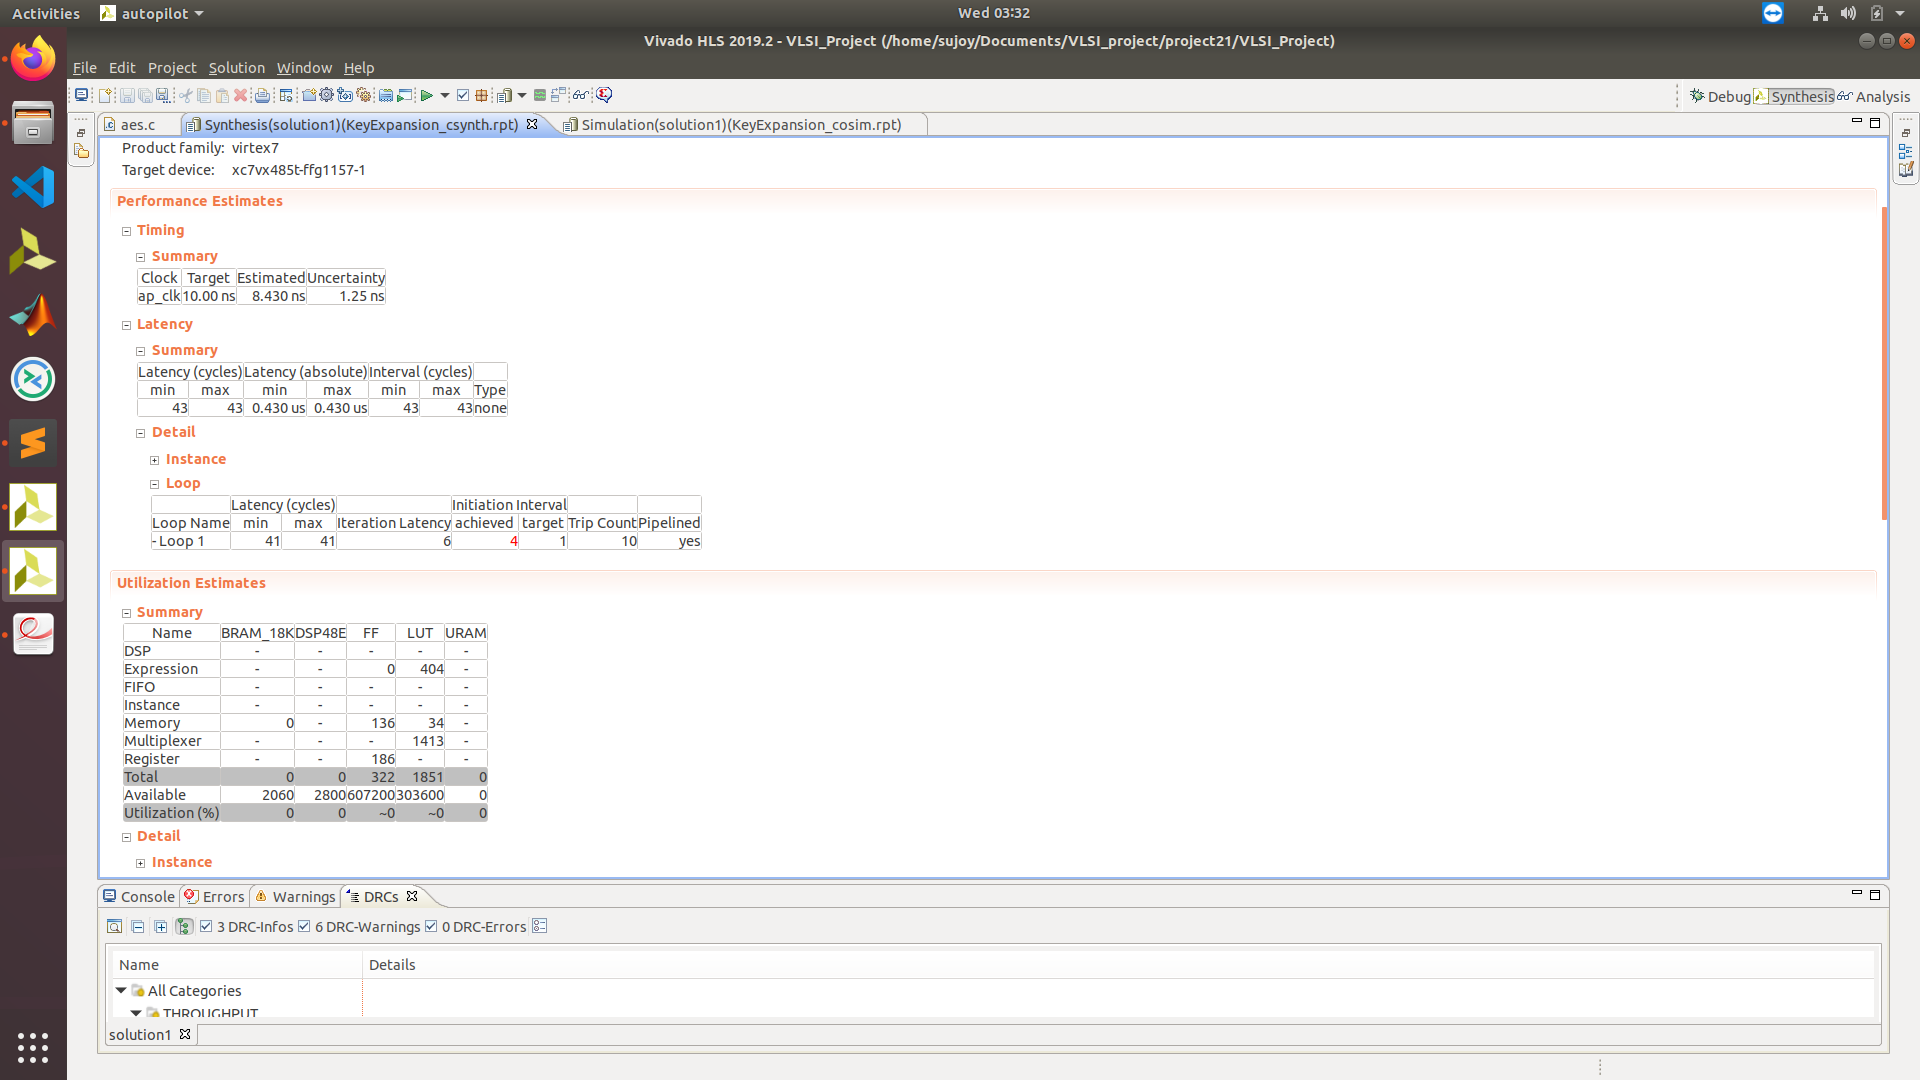 Activities autopilot Wed 03:32
Vivado HLS 2019.2 - VLSI_Project (/home/sujoy/Documents/VLSI_project/project21/VLSI_Project)
File Edit Project Solution Window Help
Debug Synthesis Analysis
aes.c Synthesis(solution1)(KeyExpansion_csynth.rpt) Simulation(solution1)(KeyExpansion_cosim.rpt)
Product family: virtex7
Target device: xc7vx485t-ffg1157-1
Performance Estimates
Timing
Summary
Clock Target Estimated Uncertainty
ap_clk 10.00 ns 8.430 ns 1.25 ns
Latency
Summary
Latency (cycles) Latency (absolute) Interval (cycles)
min max min max min max Type
43 43 0.430 us 0.430 us 43 43 none
Detail
Instance
Loop
Latency (cycles) Initiation Interval
Loop Name min max Iteration Latency achieved target Trip Count Pipelined
- Loop 1 41 41 6 4 1 10 yes
Utilization Estimates
Summary
Name BRAM_18K DSP48E FF LUT URAM
DSP - - - - -
Expression - - 0 404 -
FIFO - - - - -
Instance - - - - -
Memory 0 - 136 34 -
Multiplexer - - - 1413 -
Register - - 186 - -
Total 0 0 322 1851 0
Available 2060 2800 607200 303600 0
Utilization (%) 0 0 ~0 ~0 0
Detail
Instance
Console Errors Warnings DRCs
3 DRC-Infos 6 DRC-Warnings 0 DRC-Errors
Name Details
All Categories
THROUGHPUT
solution1